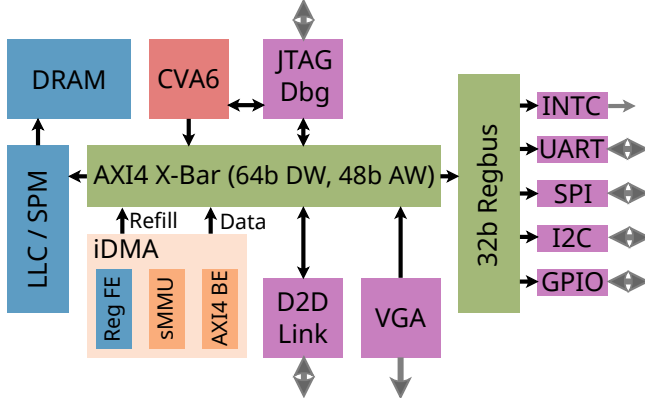 DRAM
CVA6
JTAG
Dbg
INTC
UART
SPI
I2C
GPIO
32b Regbus
AXI4 X-Bar (64b DW, 48b AW)
LLC / SPM
Refill
Data
iDMA
Reg FE
sMMU
AXI4 BE
D2D
Link
VGA